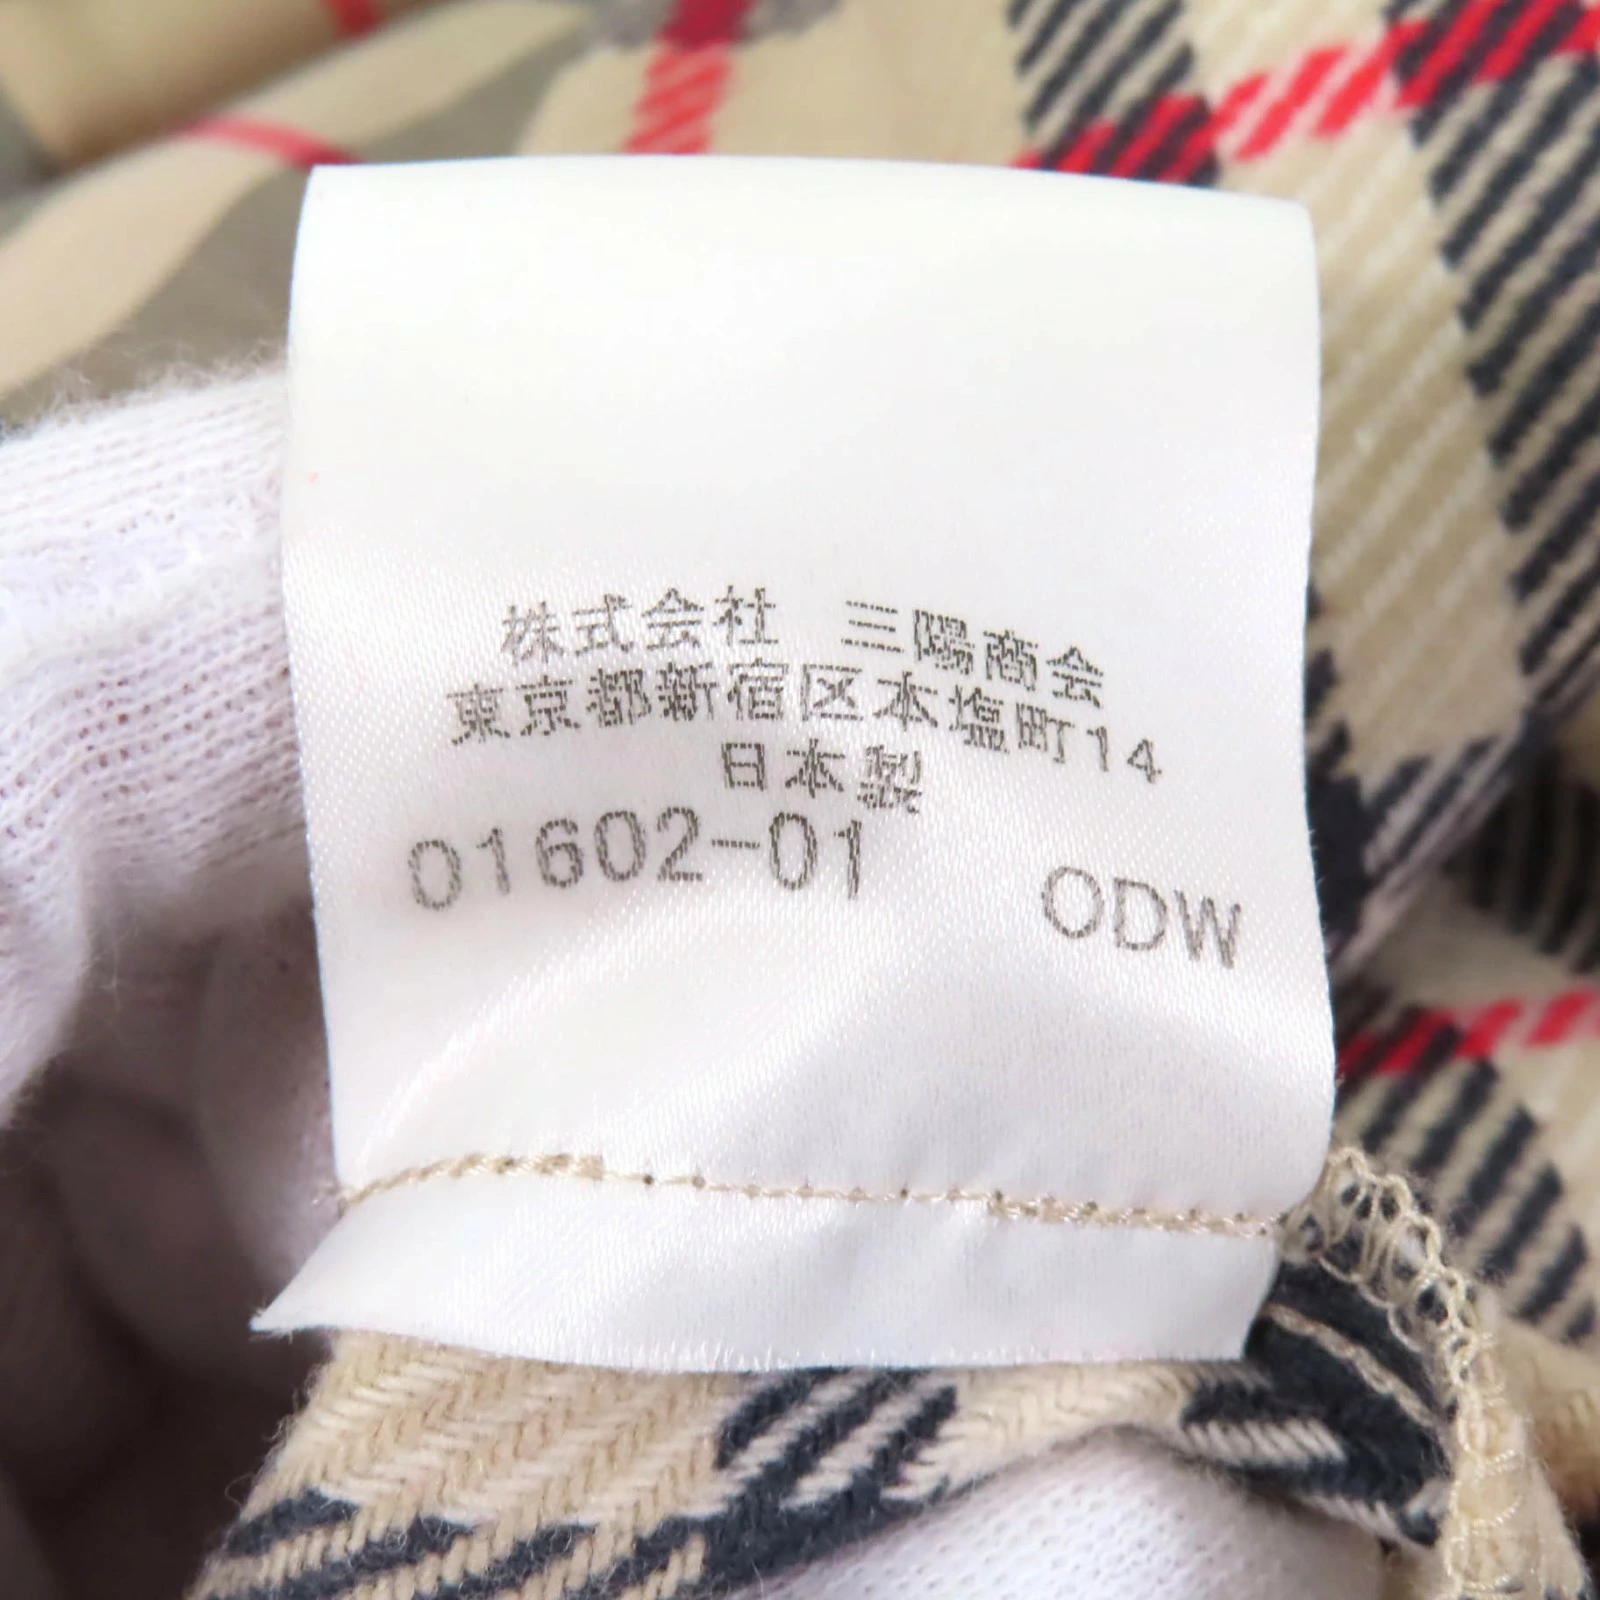 株式会社　三陽商会
東京都新宿区本塩町14
日本製
01602-01　ODW